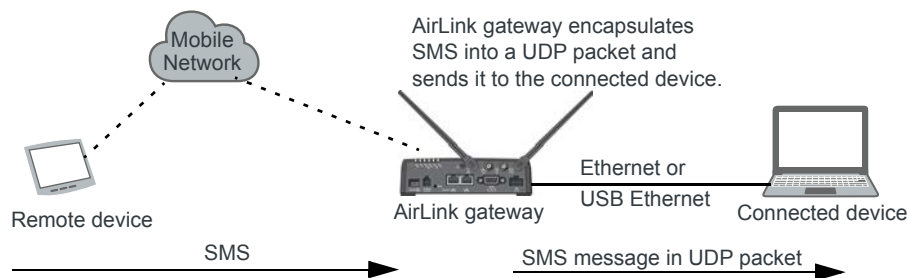 AirLink gateway encapsulates
SMS into a UDP packet and
sends it to the connected device.
Mobile
Network
Ethernet or
USB Ethernet
Remote device
AirLink gateway
Connected device
SMS
SMS message in UDP packet